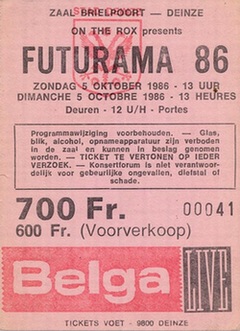 ZAAL BRIELPOORT — DEINZE
ON THE ROX presents
FUTURAMA 86
ZONDAG 5 OKTOBER 1986 - 13 UUR
DIMANCHE 5 OCTOBRE 1986 - 13 HEURES
Deuren - 12 U/H - Portes
Programmawijziging voorbehouden. — Glas,
blik, alcohol, opnameapparatuur zijn verboden
in de zaal en kunnen in beslag genomen
worden. — TICKET TE VERTONEN OP IEDER
VERZOEK. — Konsertforum is niet verantwoor-
delijk voor gebeurlijke ongevallen, diefstal of
schade.
700 Fr.
00041
600 Fr. (Voorverkoop)
Belga
LIVE
TICKETS VOET - 9800 DEINZE